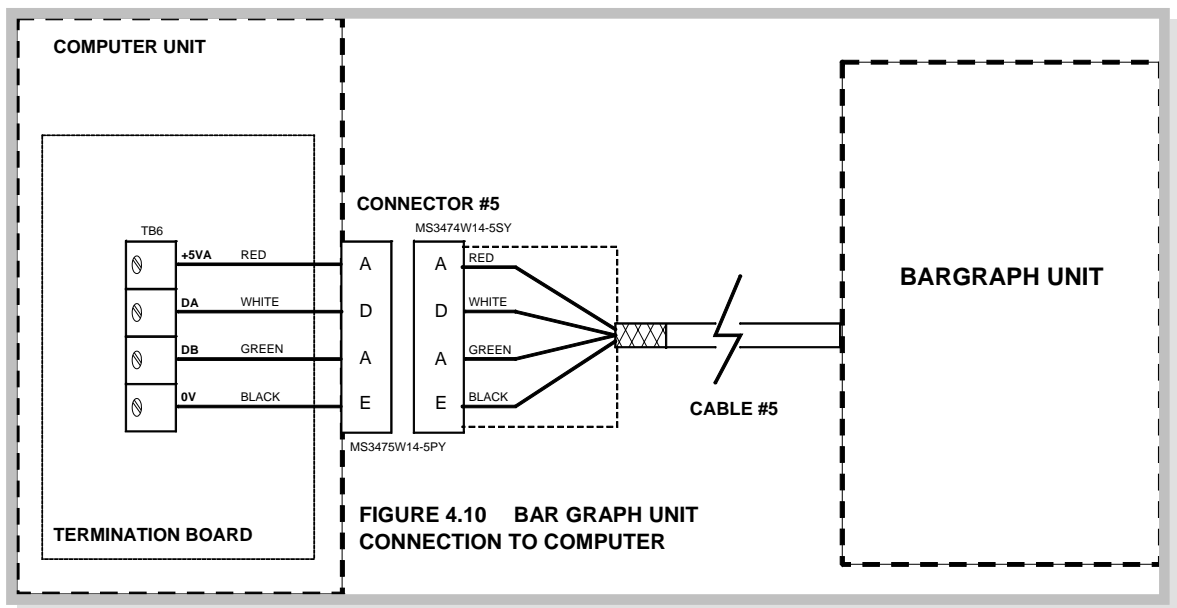 COMPUTER UNIT
CONNECTOR #5
MS3474W14-5SY
TB6
+5VA RED A A RED
DA WHITE D D WHITE
DB GREEN A A GREEN
0V BLACK E E BLACK
MS3475W14-5PY
BARGRAPH UNIT
CABLE #5
TERMINATION BOARD
FIGURE 4.10 BAR GRAPH UNIT
CONNECTION TO COMPUTER